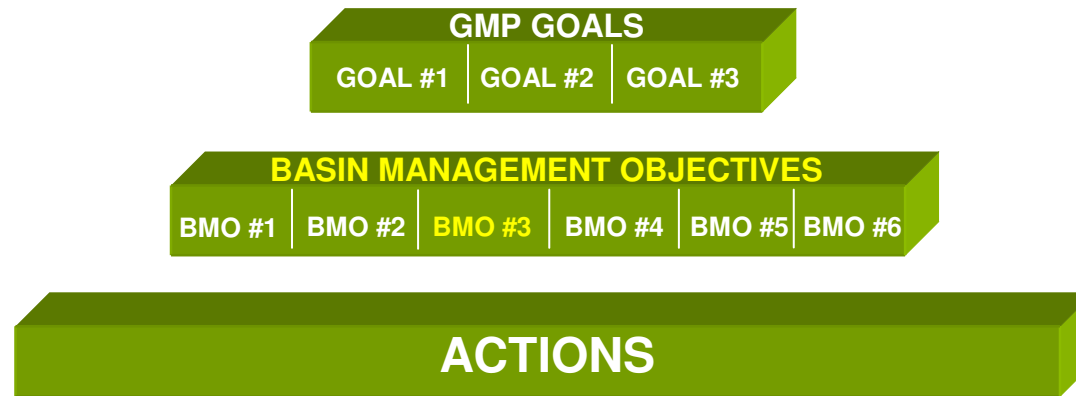 GMP GOALS
GOAL #1 GOAL #2 GOAL #3
BASIN MANAGEMENT OBJECTIVES
BMO #1 BMO #2 BMO #3 BMO #4 BMO #5 BMO #6
ACTIONS